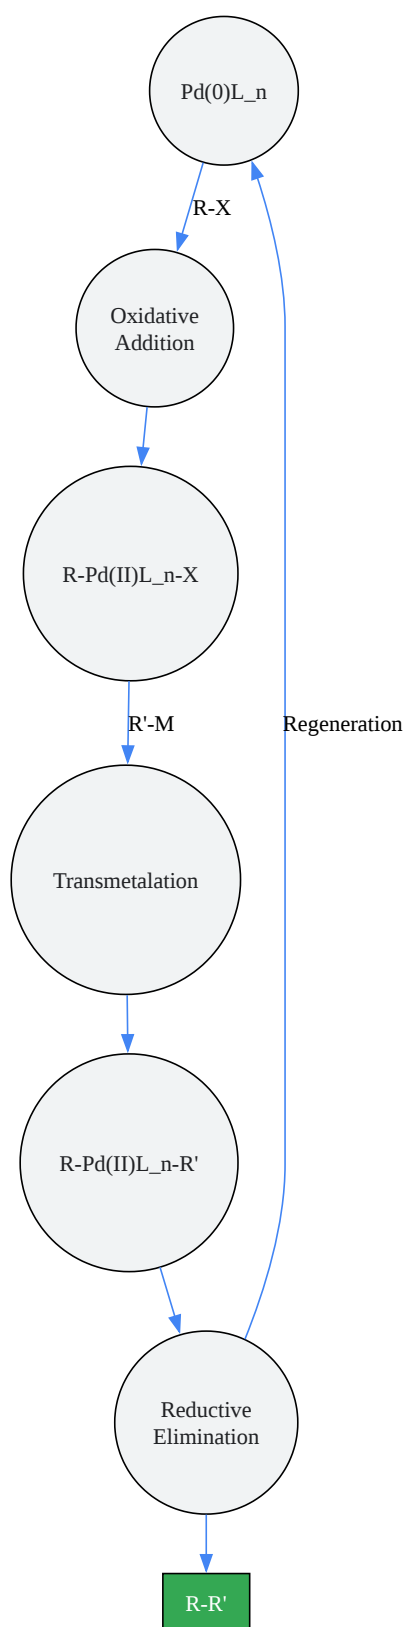 Pd(0)L_n
R-X
Oxidative
Addition
R-Pd(II)L_n-X
R'-M
Regeneration
Transmetalation
R-Pd(II)L_n-R'
Reductive
Elimination
R-R'